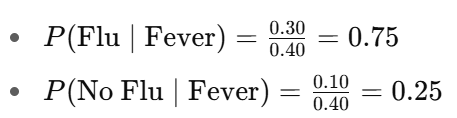 • P(Flu | Fever) = 0.30/0.40 = 0.75
• P(No Flu | Fever) = 0.10/0.40 = 0.25